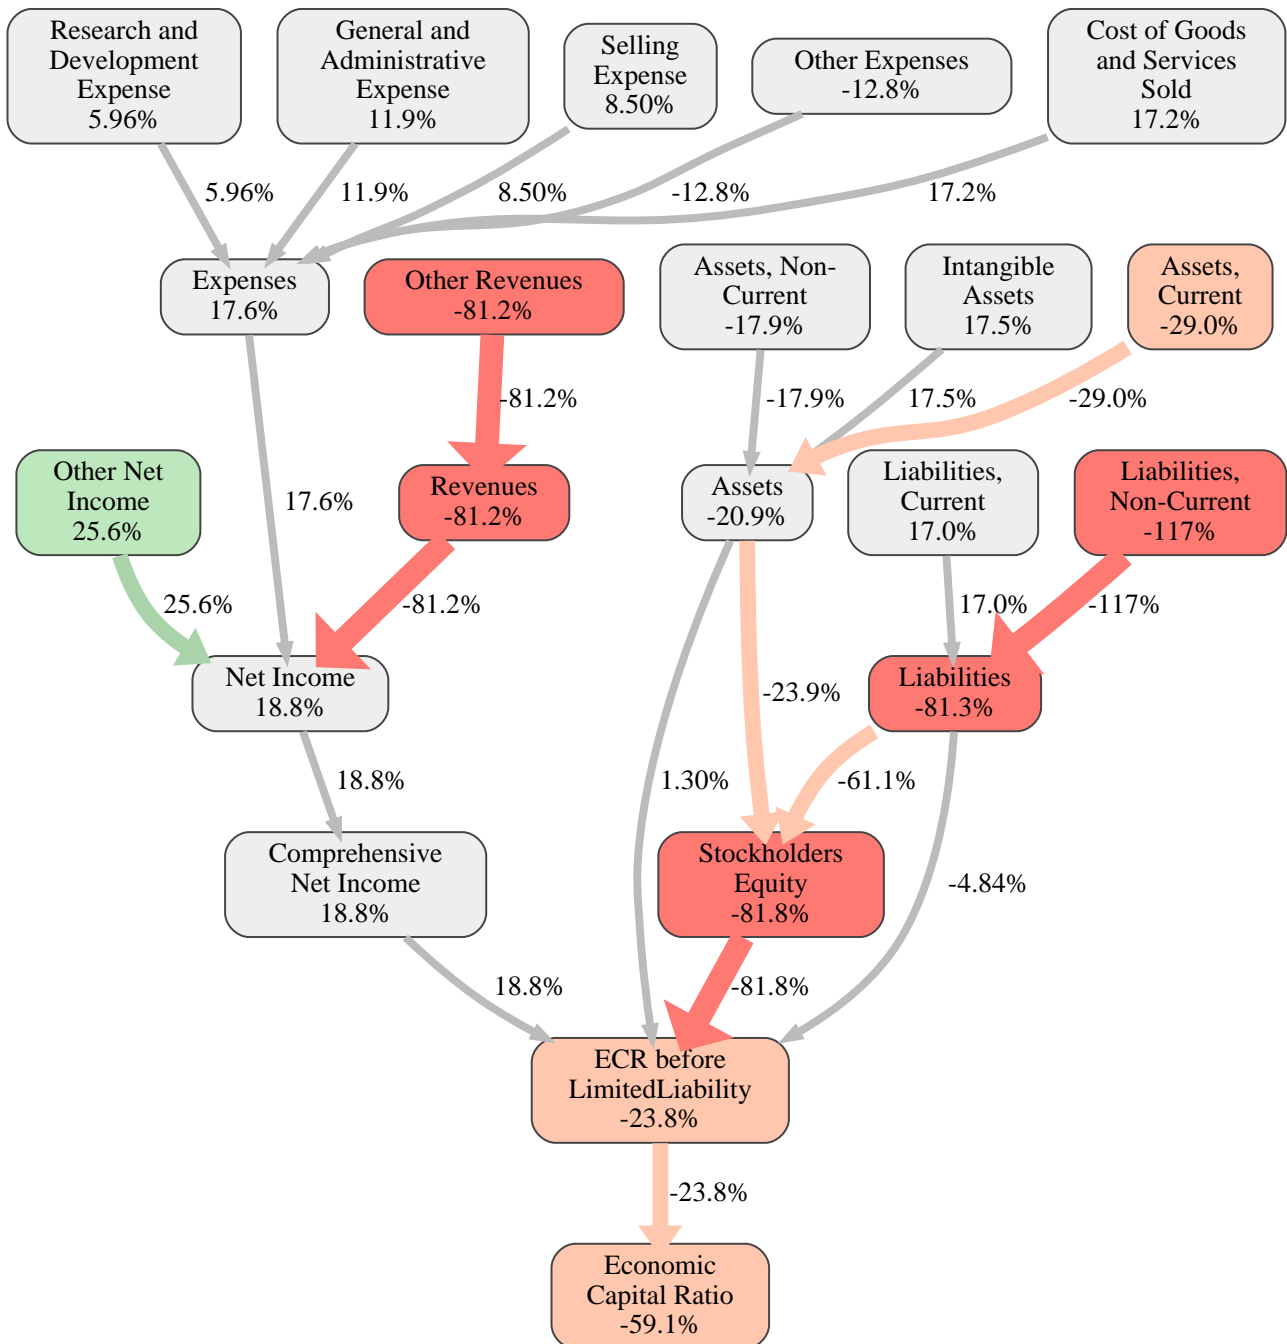 Research and
Development
Expense
5.96%
General and
Administrative
Expense
11.9%
Selling
Expense
8.50%
Other Expenses
-12.8%
Cost of Goods
and Services
Sold
17.2%
5.96%
11.9%
8.50%
-12.8%
17.2%
Expenses
17.6%
Other Revenues
-81.2%
Assets, Non-
Current
-17.9%
Intangible
Assets
17.5%
Assets,
Current
-29.0%
-81.2%
-17.9%
17.5%
-29.0%
Other Net
Income
25.6%
17.6%
Revenues
-81.2%
Assets
-20.9%
Liabilities,
Current
17.0%
Liabilities,
Non-Current
-117%
25.6%
-81.2%
17.0%
-117%
Net Income
18.8%
-23.9%
Liabilities
-81.3%
18.8%
1.30%
-61.1%
Comprehensive
Net Income
18.8%
Stockholders
Equity
-81.8%
-4.84%
18.8%
-81.8%
ECR before
LimitedLiability
-23.8%
-23.8%
Economic
Capital Ratio
-59.1%